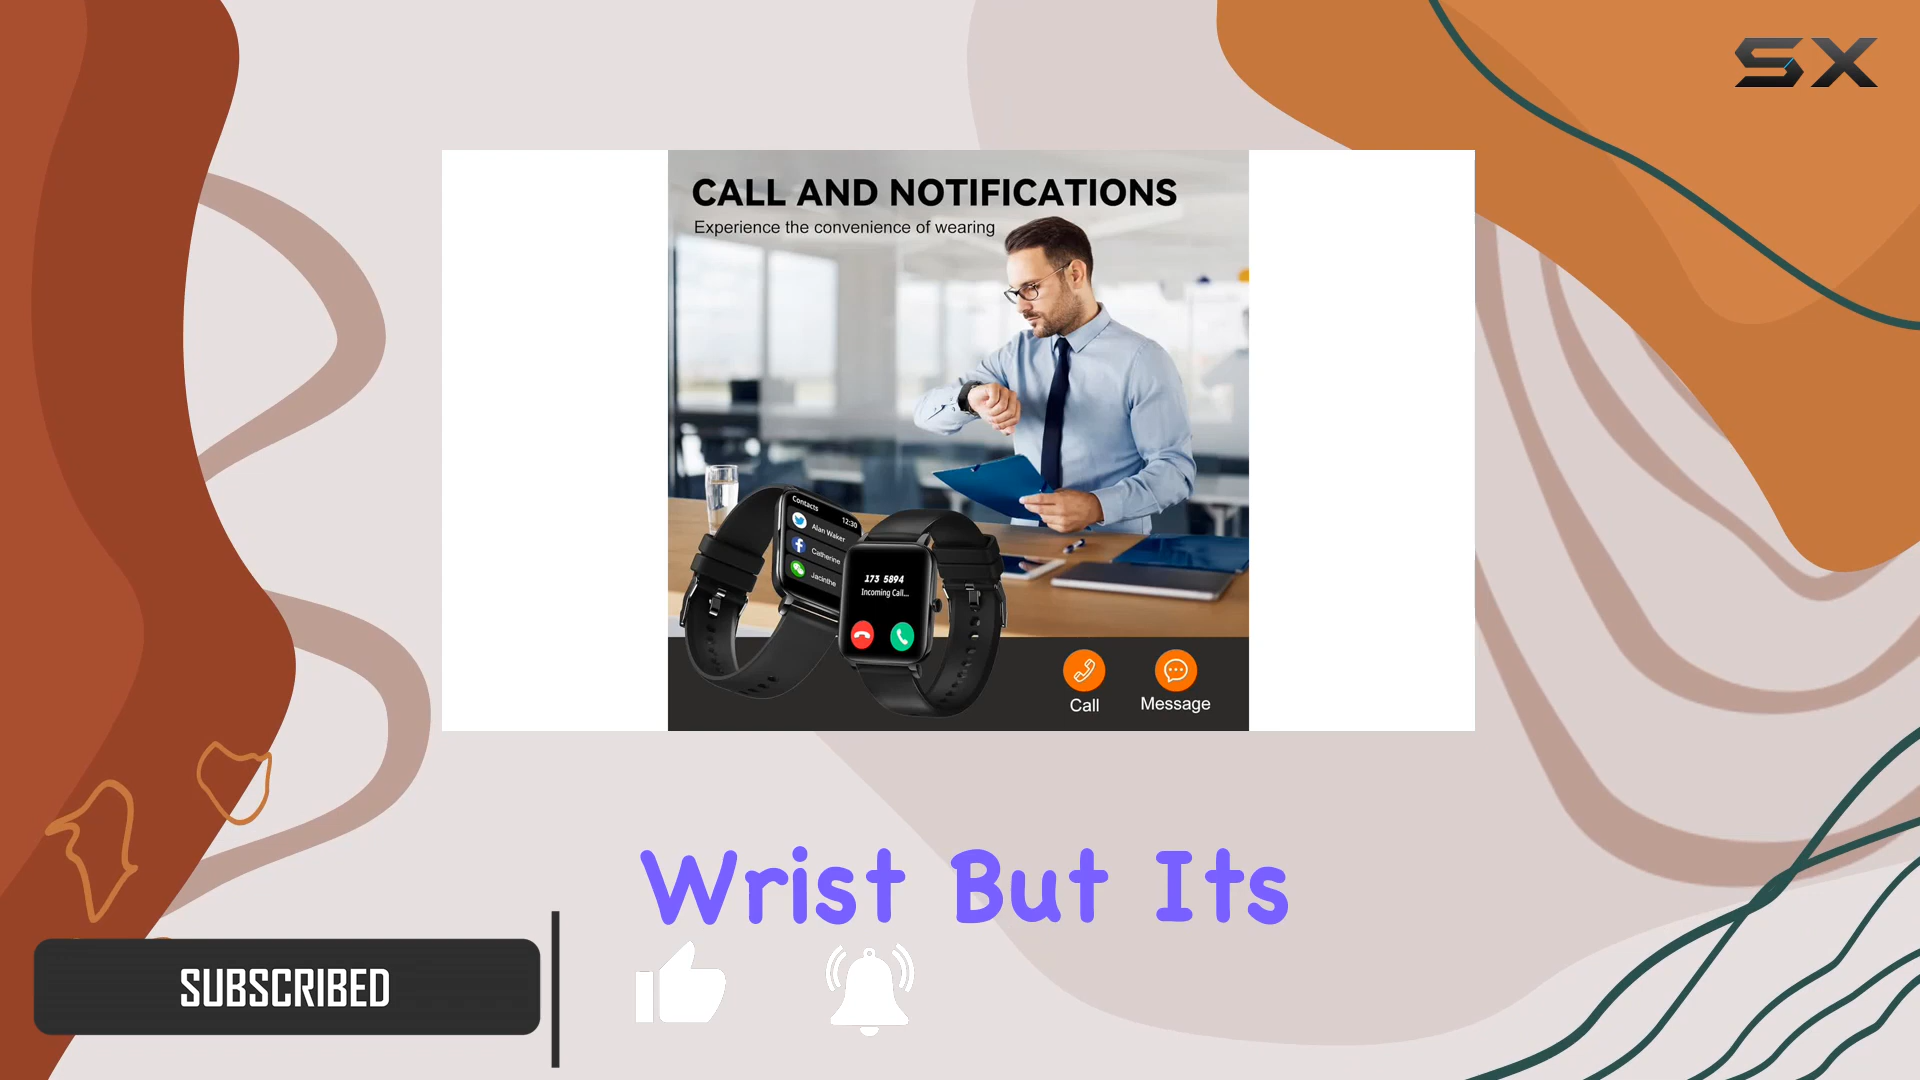 SX
CALL AND NOTIFICATIONS
Experience the convenience of wearing
Contacts
12:30
Alan Waker
Catherine
Jacinthe
173 5894
Incoming Call...
Call
Message
Wrist But Its
SUBSCRIBED